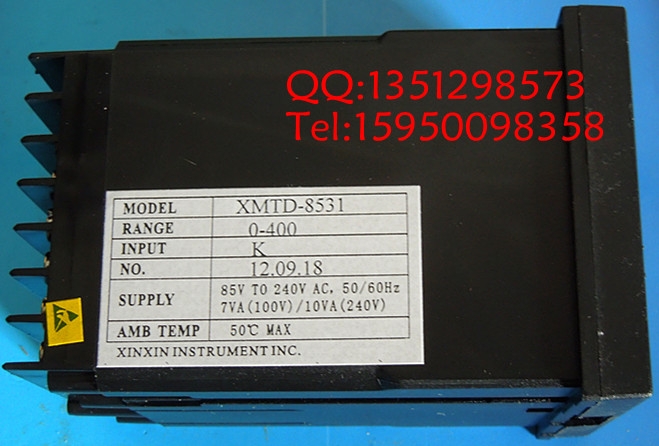 QQ:1351298573
Tel:15950098358
MODEL XMTD-8531
RANGE 0-400
INPUT K
NO. 12.09.18
SUPPLY 85V TO 240V AC, 50/60Hz
7VA(100V)/10VA(240V)
AMB TEMP 50℃ MAX
XINXIN INSTRUMENT INC.